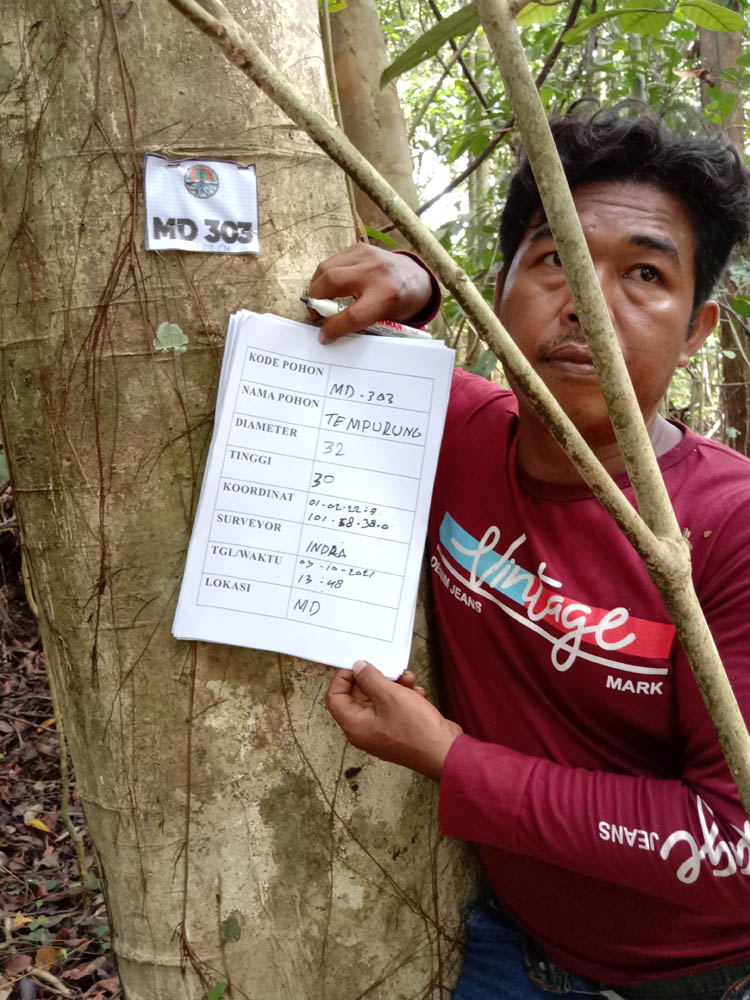 MD 303
110 CM
KODE POHON MD-303
NAMA POHON TEMPURUNG
DIAMETER 32
TINGGI 30
KOORDINAT 01-02-22:9
101-58-38-0
SURVEYOR INDRA
TGL/WAKTU 07-10-2021
13:48
LOKASI MD
Vintage
DENIM JEANS
MARK
JEANS